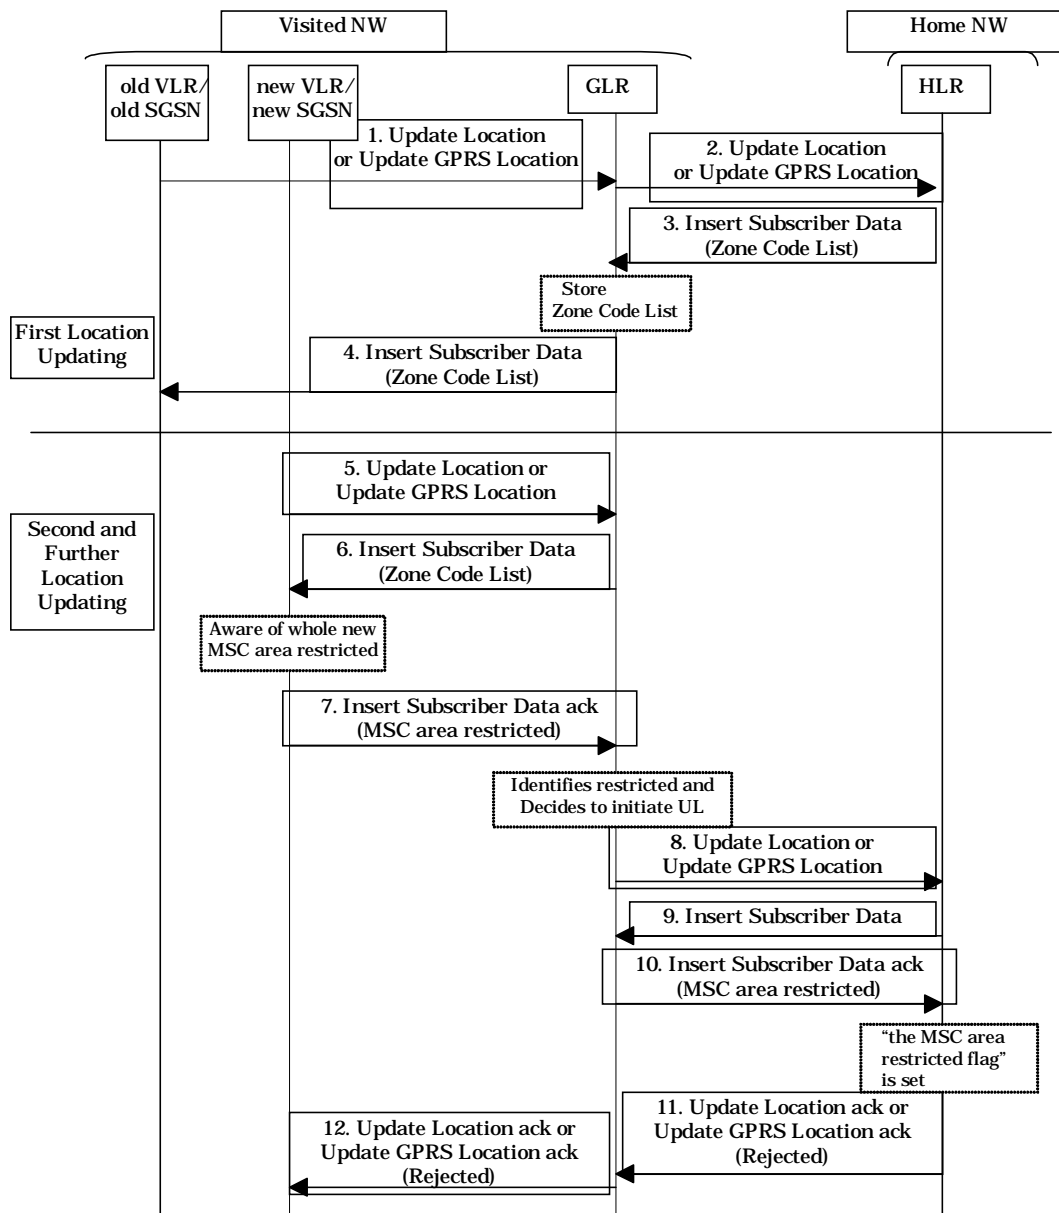 Visited NW
Home NW
old VLR/
old SGSN
new VLR/
new SGSN
GLR
HLR
1. Update Location
or Update GPRS Location
2. Update Location
or Update GPRS Location
3. Insert Subscriber Data
(Zone Code List)
Store
Zone Code List
First Location
Updating
4. Insert Subscriber Data
(Zone Code List)
5. Update Location or
Update GPRS Location
Second and
Further
Location
Updating
6. Insert Subscriber Data
(Zone Code List)
Aware of whole new
MSC area restricted
7. Insert Subscriber Data ack
(MSC area restricted)
Identifies restricted and
Decides to initiate UL
8. Update Location or
Update GPRS Location
9. Insert Subscriber Data
10. Insert Subscriber Data ack
(MSC area restricted)
“the MSC area
restricted flag”
is set
11. Update Location ack or
Update GPRS Location ack
(Rejected)
12. Update Location ack or
Update GPRS Location ack
(Rejected)